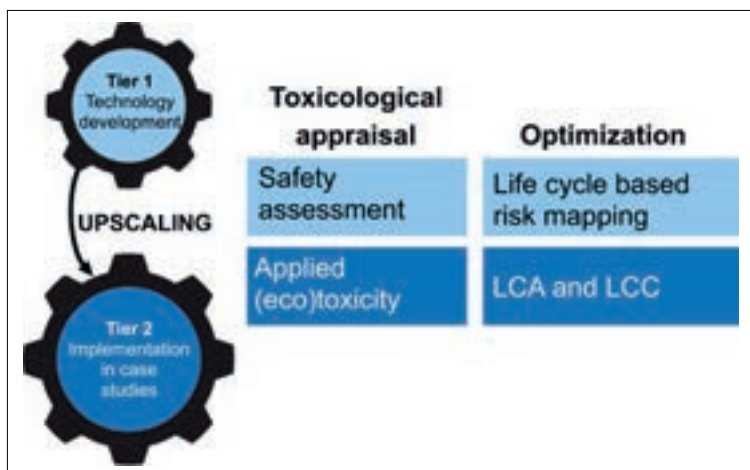 Tier 1
Technology
development
UPSCALING
Tier 2
Implementation
in case
studies
Toxicological
appraisal
Optimization
Safety
assessment
Life cycle based
risk mapping
Applied
(eco)toxicity
LCA and LCC